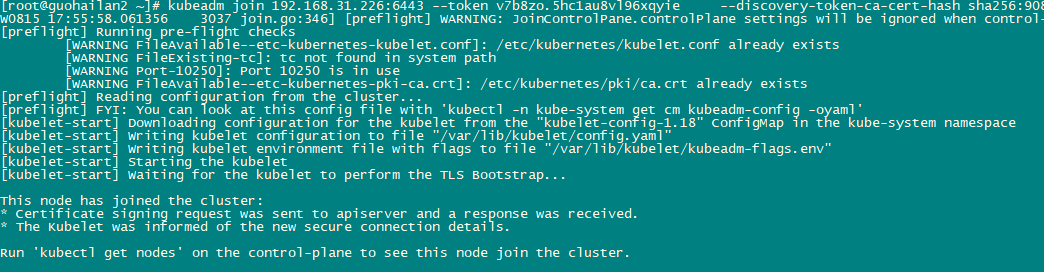 [root@guohailan2 ~]# kubeadm join 192.168.31.226:6443 --token v7b8zo.5hc1au8vl96xqyie     --discovery-token-ca-cert-hash sha256:908
W0815 17:55:58.061356    3037 join.go:346] [preflight] WARNING: JoinControlPane.controlPlane settings will be ignored when control-
[preflight] Running pre-flight checks
        [WARNING FileAvailable--etc-kubernetes-kubelet.conf]: /etc/kubernetes/kubelet.conf already exists
        [WARNING FileExisting-tc]: tc not found in system path
        [WARNING Port-10250]: Port 10250 is in use
        [WARNING FileAvailable--etc-kubernetes-pki-ca.crt]: /etc/kubernetes/pki/ca.crt already exists
[preflight] Reading configuration from the cluster...
[preflight] FYI: You can look at this config file with 'kubectl -n kube-system get cm kubeadm-config -oyaml'
[kubelet-start] Downloading configuration for the kubelet from the "kubelet-config-1.18" ConfigMap in the kube-system namespace
[kubelet-start] Writing kubelet configuration to file "/var/lib/kubelet/config.yaml"
[kubelet-start] Writing kubelet environment file with flags to file "/var/lib/kubelet/kubeadm-flags.env"
[kubelet-start] Starting the kubelet
[kubelet-start] Waiting for the kubelet to perform the TLS Bootstrap...
This node has joined the cluster:
* Certificate signing request was sent to apiserver and a response was received.
* The Kubelet was informed of the new secure connection details.
Run 'kubectl get nodes' on the control-plane to see this node join the cluster.